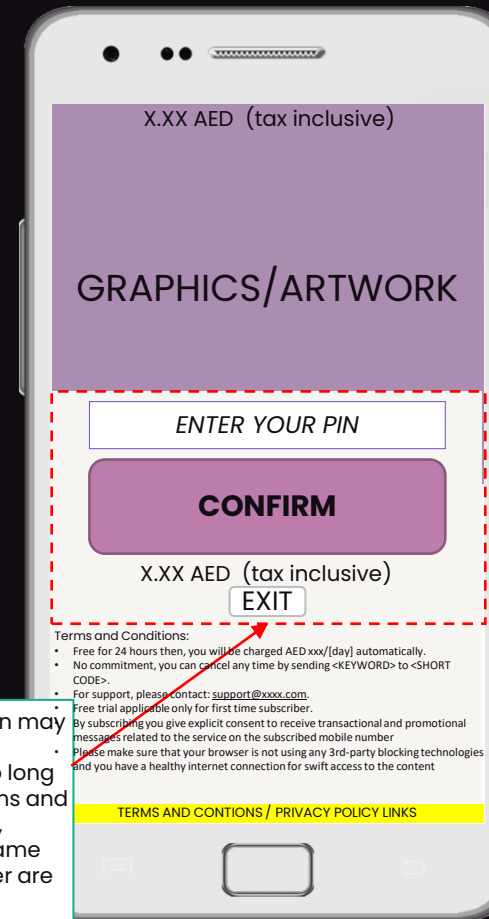 X.XX AED (tax inclusive)
GRAPHICS/ARTWORK
ENTER YOUR PIN
CONFIRM
X.XX AED (tax inclusive)
EXIT
Terms and Conditions:
• Free for 24 hours then, you will be charged AED xxx/[day] automatically.
• No commitment, you can cancel any time by sending <KEYWORD> to <SHORT
CODE>.
• For support, please contact: support@xxxx.com.
• Free trial applicable only for first time subscriber.
By subscribing you give explicit consent to receive transactional and promotional
messages related to the service on the subscribed mobile number
• Please make sure that your browser is not using any 3rd-party blocking technologies
and you have a healthy internet connection for swift access to the content
may
long
and
are
TERMS AND CONTIONS / PRIVACY POLICY LINKS